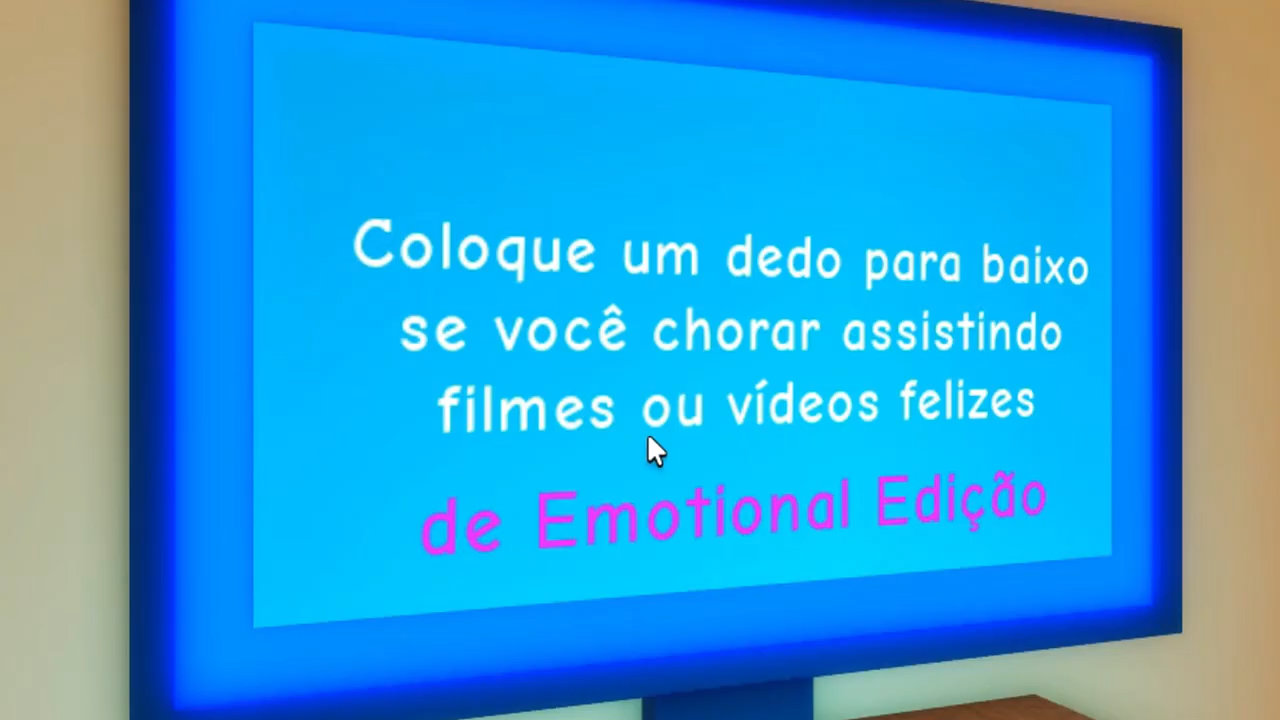 Coloque um dedo para baixo
se você chorar assistindo
filmes ou vídeos felizes
de Emotional Edição